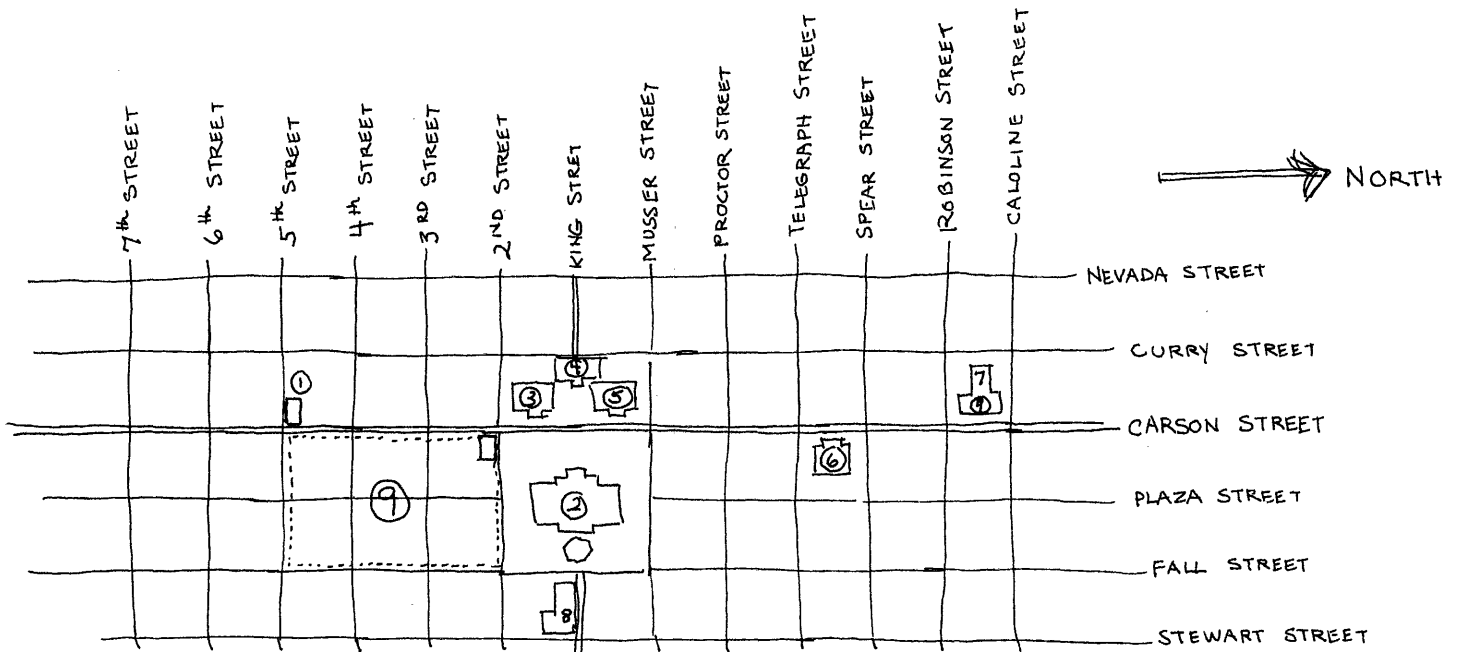 7th STREET
6th STREET
5th STREET
4th STREET
3RD STREET
2ND STREET
KING STRET
MUSSER STREET
PROCTOR STREET
TELEGRAPH STREET
SPEAR STREET
ROBINSON STREET
CALOLINE STREET
NORTH
NEVADA STREET
CURRY STREET
CARSON STREET
PLAZA STREET
FALL STREET
STEWART STREET
1
4
3
5
7
9
6
9
2
8